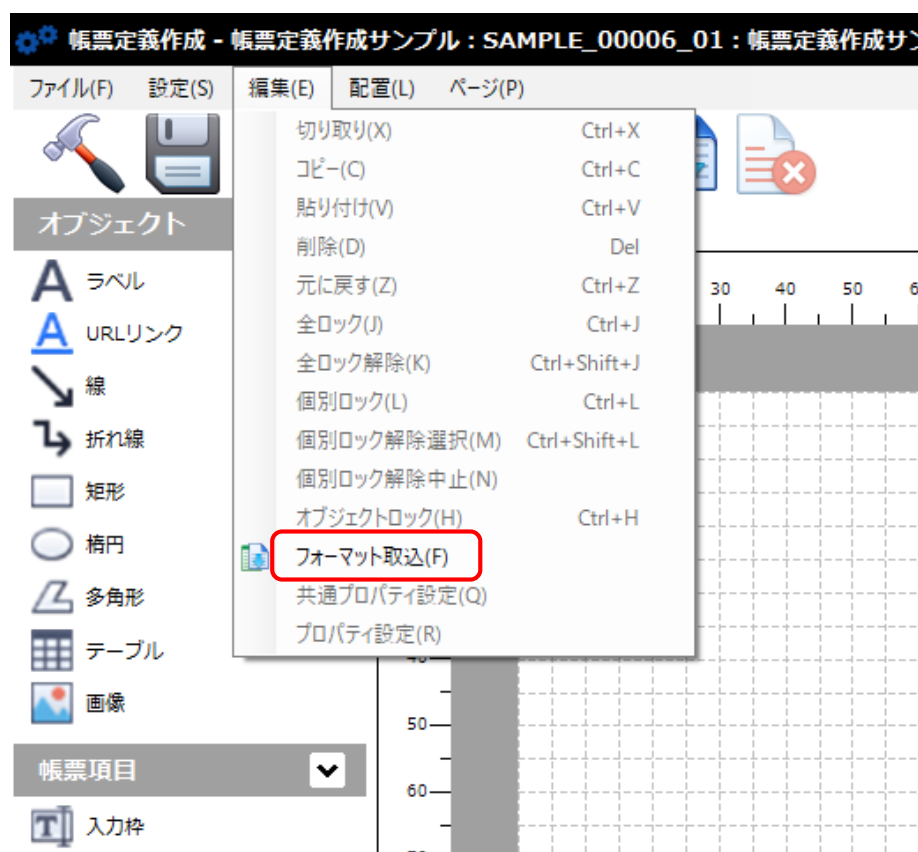 帳票定義作成 - 帳票定義作成サンプル：SAMPLE_00006_01：帳票定義作成サン
ファイル(F) 設定(S) 編集(E) 配置(L) ページ(P)
切り取り(X) Ctrl+X
コピー(C) Ctrl+C
貼り付け(V) Ctrl+V
削除(D) Del
元に戻す(Z) Ctrl+Z
全ロック(J) Ctrl+J
全ロック解除(K) Ctrl+Shift+J
個別ロック(L) Ctrl+L
個別ロック解除選択(M) Ctrl+Shift+L
個別ロック解除中止(N)
オブジェクトロック(H) Ctrl+H
フォーマット取込(F)
共通プロパティ設定(Q)
プロパティ設定(R)
オブジェクト
ラベル
URLリンク
線
折れ線
矩形
楕円
多角形
テーブル
画像
帳票項目
入力枠
30 40 50
50
60